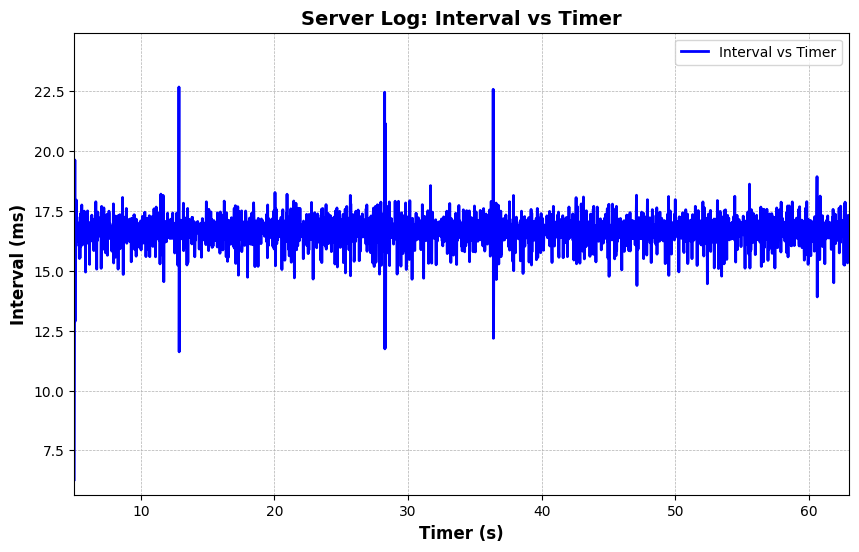 Server Log: Interval vs Timer
Interval vs Timer
22.5
20.0
17.5
15.0
12.5
10.0
7.5
Interval (ms)
10 20 30 40 50 60
Timer (s)